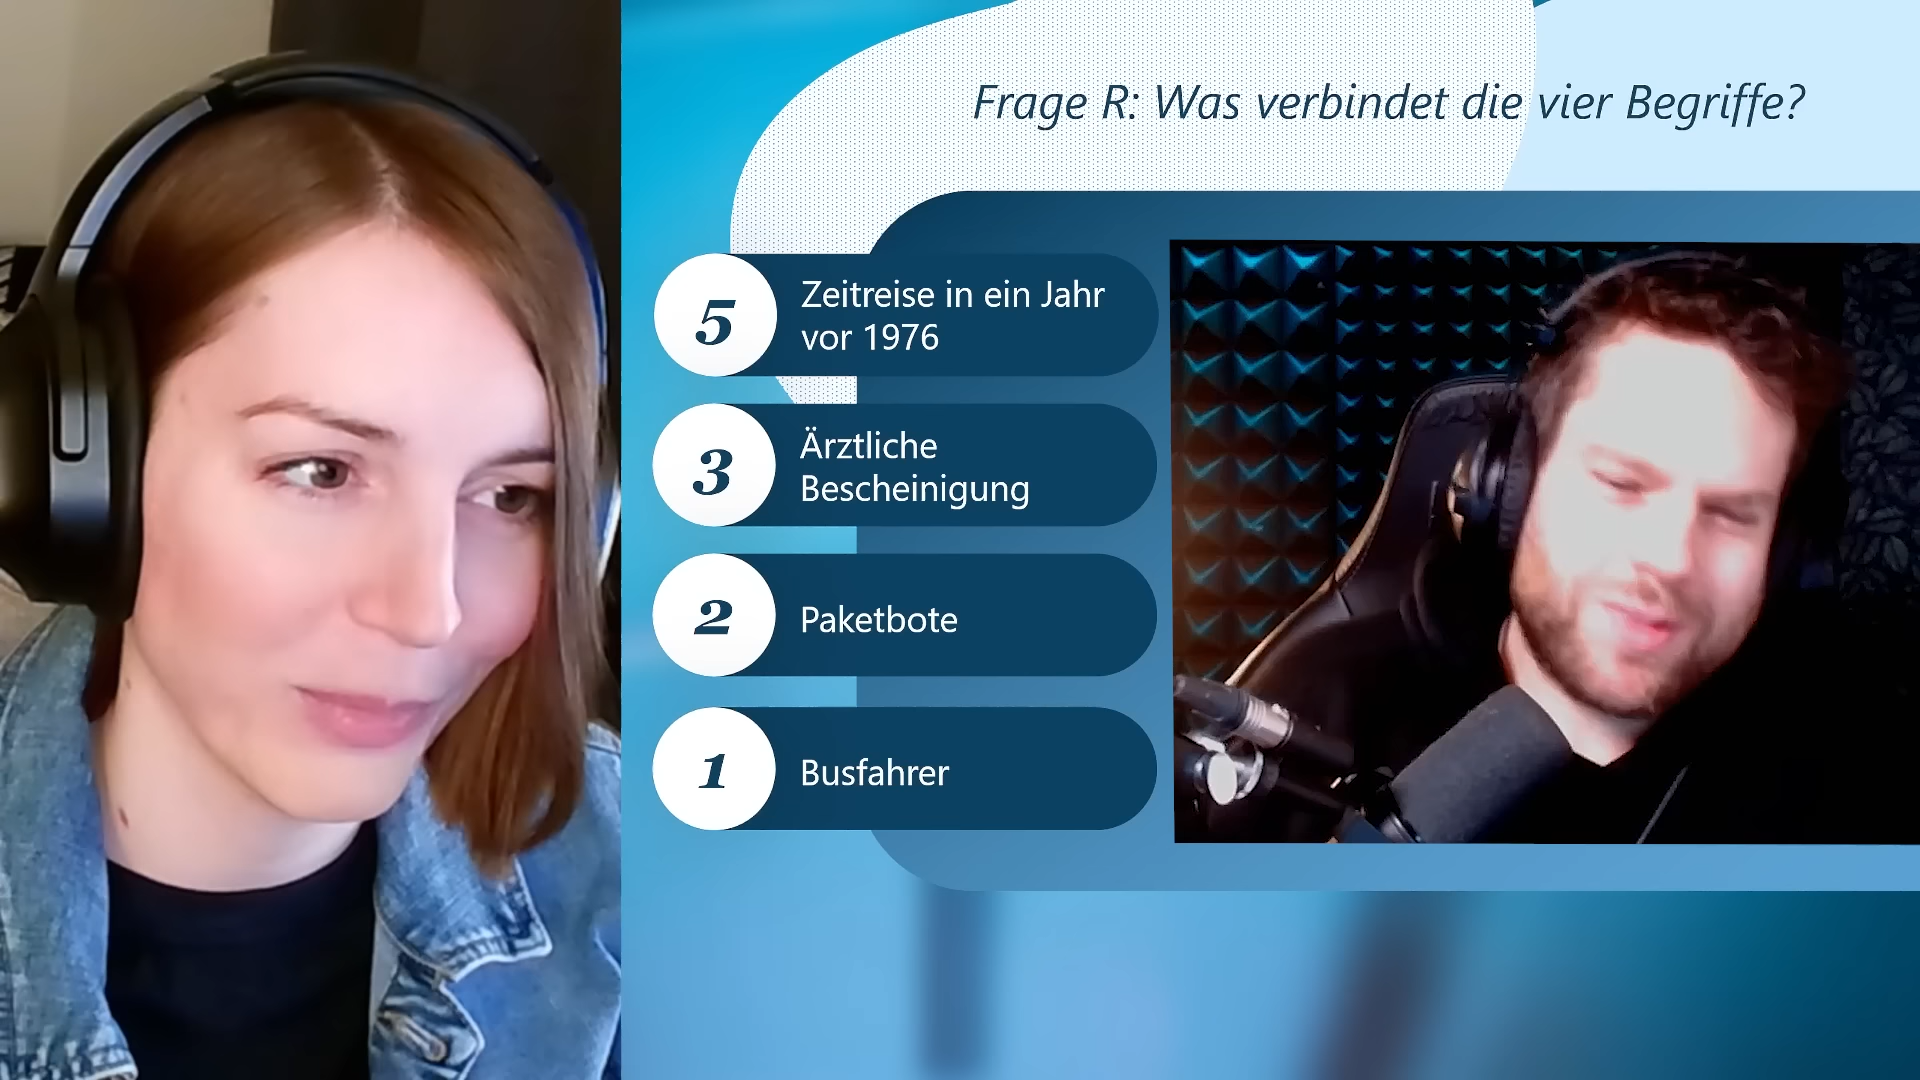 Frage R: Was verbindet die vier Begriffe?
5
Zeitreise in ein Jahr
vor 1976
3
Ärztliche
Bescheinigung
2
Paketbote
1
Busfahrer